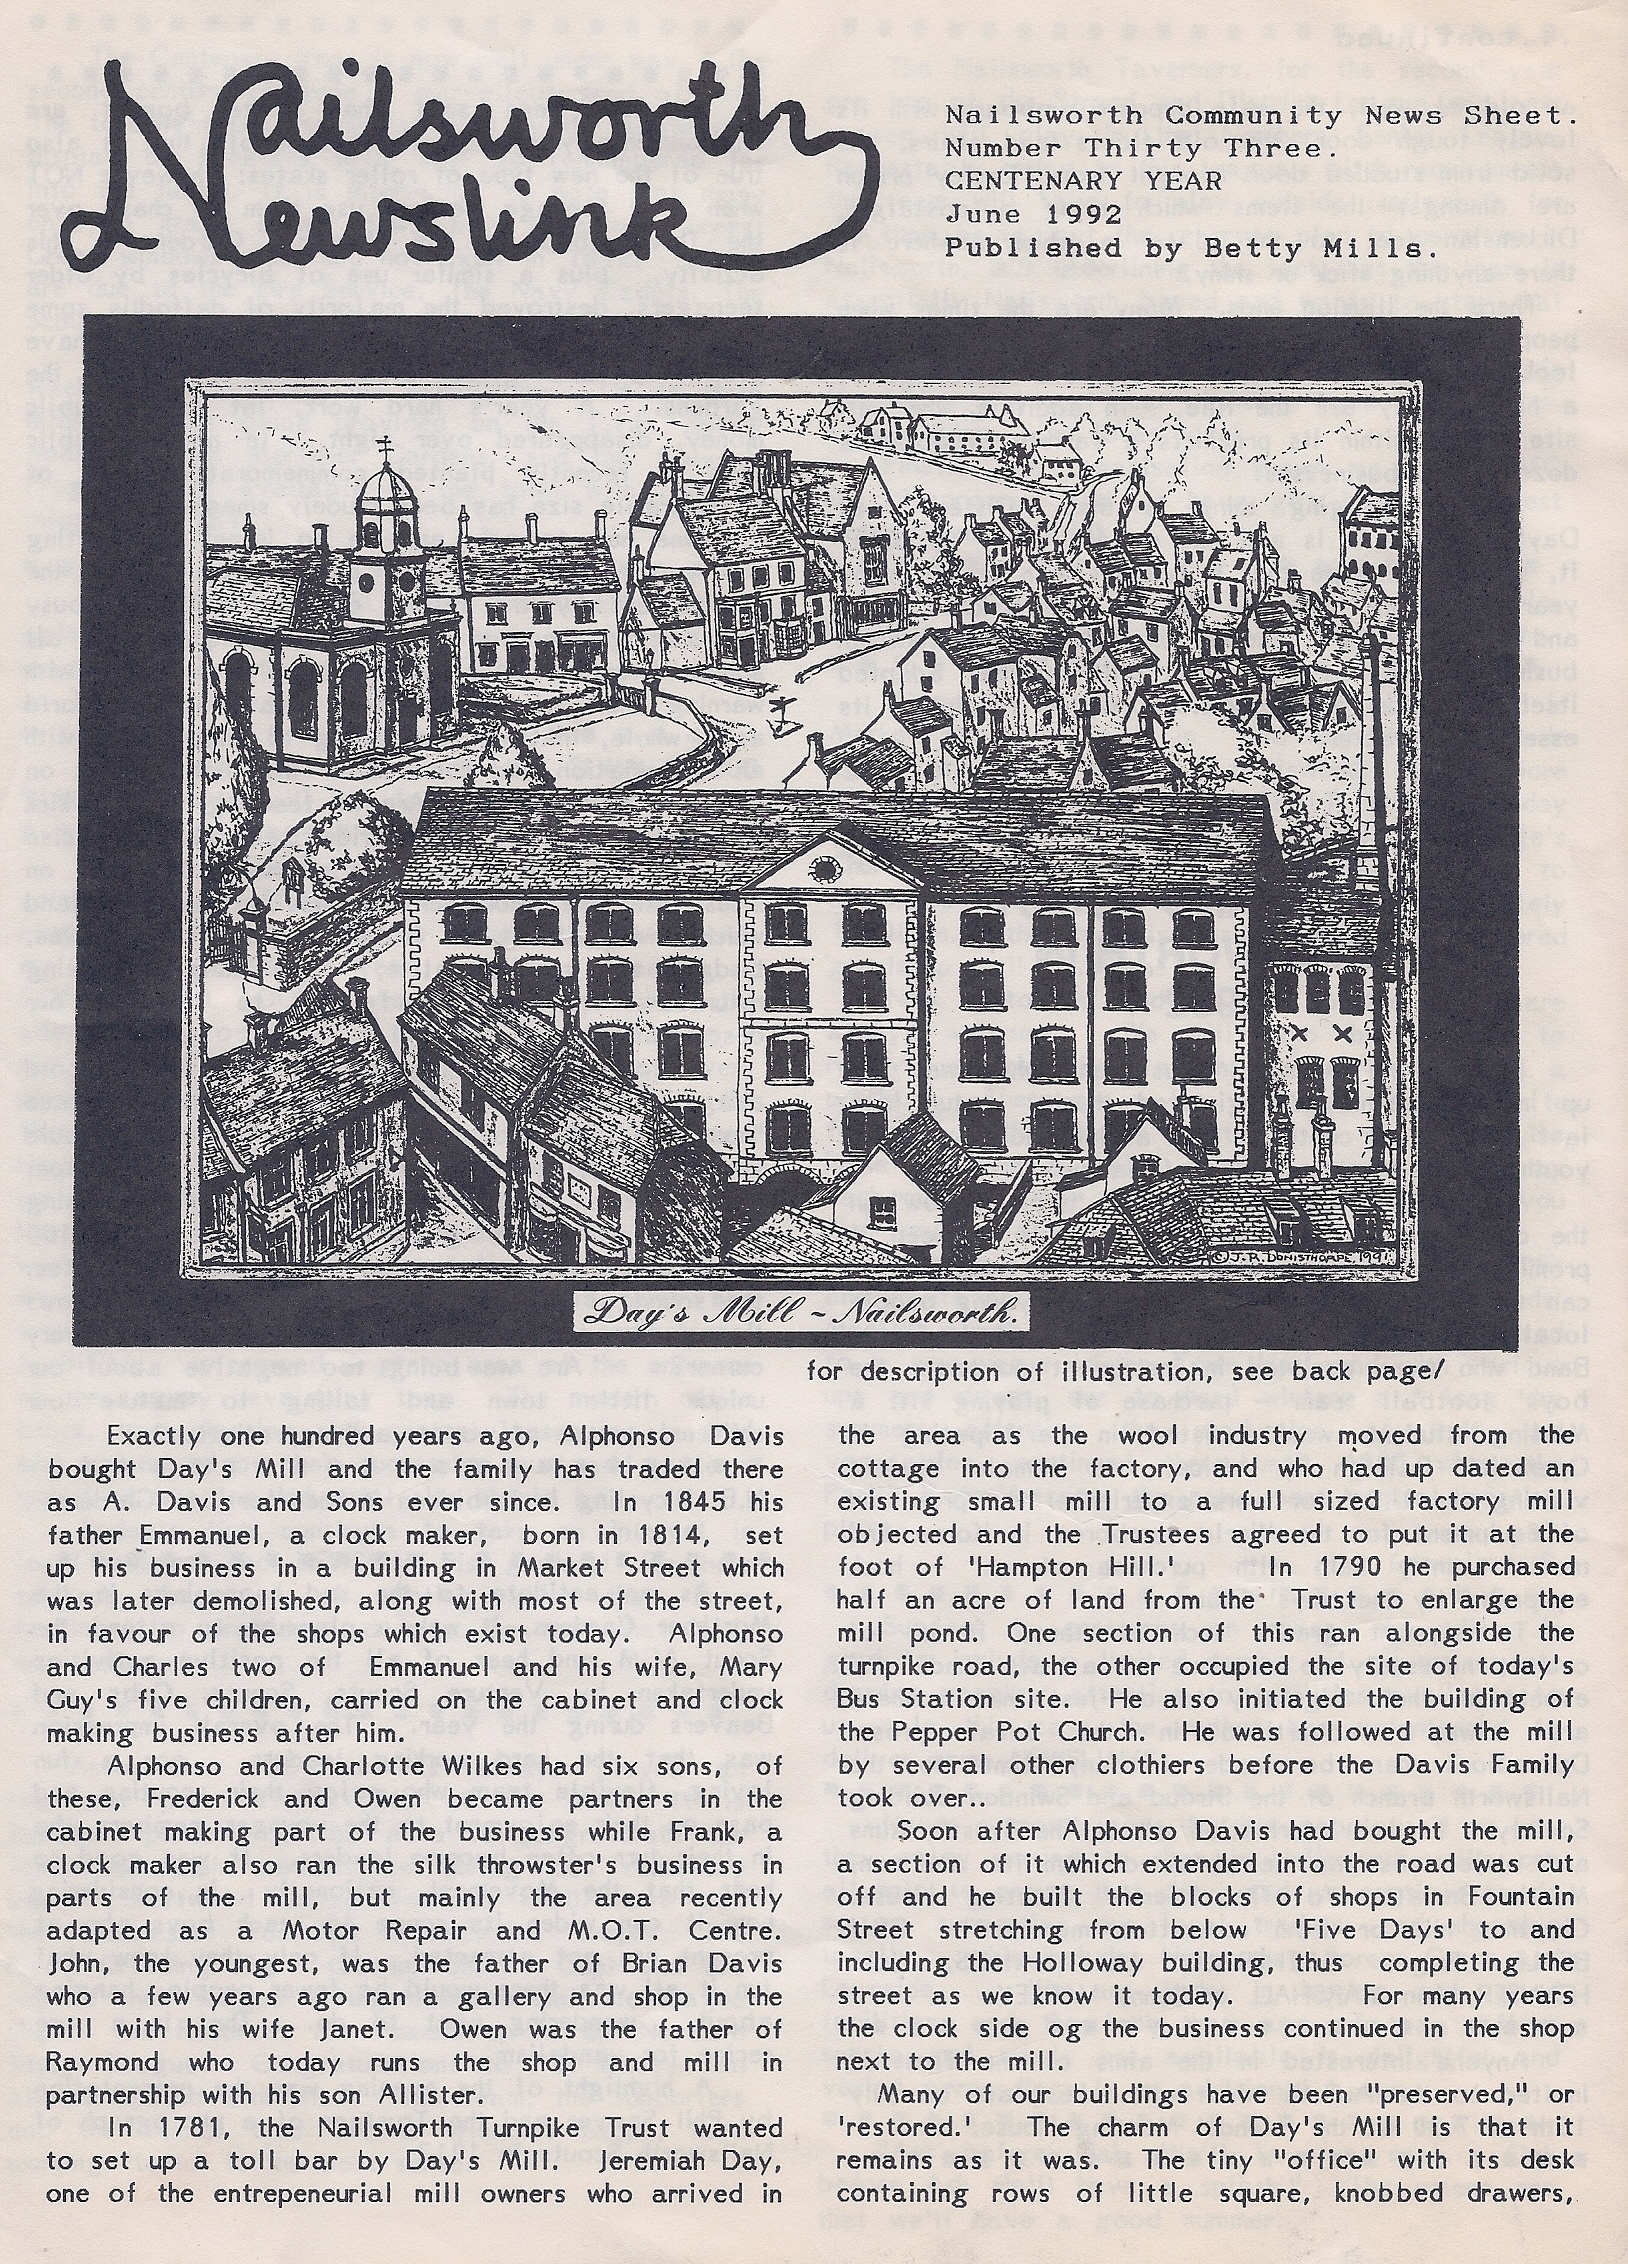 Nailsworth
Newslink
Nailsworth Community News Sheet.
Number Thirty Three.
CENTENARY YEAR
June 1992
Published by Betty Mills.
© J.R. DONISTHORPE 1991.
Day's Mill ~ Nailsworth.
for description of illustration, see back page/
Exactly one hundred years ago, Alphonso Davis
bought Day's Mill and the family has traded there
as A. Davis and Sons ever since. In 1845 his
father Emmanuel, a clock maker, born in 1814, set
up his business in a building in Market Street which
was later demolished, along with most of the street,
in favour of the shops which exist today. Alphonso
and Charles two of Emmanuel and his wife, Mary
Guy's five children, carried on the cabinet and clock
making business after him.
Alphonso and Charlotte Wilkes had six sons, of
these, Frederick and Owen became partners in the
cabinet making part of the business while Frank, a
clock maker also ran the silk throwster's business in
parts of the mill, but mainly the area recently
adapted as a Motor Repair and M.O.T. Centre.
John, the youngest, was the father of Brian Davis
who a few years ago ran a gallery and shop in the
mill with his wife Janet. Owen was the father of
Raymond who today runs the shop and mill in
partnership with his son Allister.
In 1781, the Nailsworth Turnpike Trust wanted
to set up a toll bar by Day's Mill. Jeremiah Day,
one of the entrepeneurial mill owners who arrived in
the area as the wool industry moved from the
cottage into the factory, and who had up dated an
existing small mill to a full sized factory mill
objected and the Trustees agreed to put it at the
foot of 'Hampton Hill.' In 1790 he purchased
half an acre of land from the Trust to enlarge the
mill pond. One section of this ran alongside the
turnpike road, the other occupied the site of today's
Bus Station site. He also initiated the building of
the Pepper Pot Church. He was followed at the mill
by several other clothiers before the Davis Family
took over..
Soon after Alphonso Davis had bought the mill,
a section of it which extended into the road was cut
off and he built the blocks of shops in Fountain
Street stretching from below 'Five Days' to and
including the Holloway building, thus completing the
street as we know it today. For many years
the clock side og the business continued in the shop
next to the mill.
Many of our buildings have been "preserved," or
'restored.' The charm of Day's Mill is that it
remains as it was. The tiny "office" with its desk
containing rows of little square, knobbed drawers,